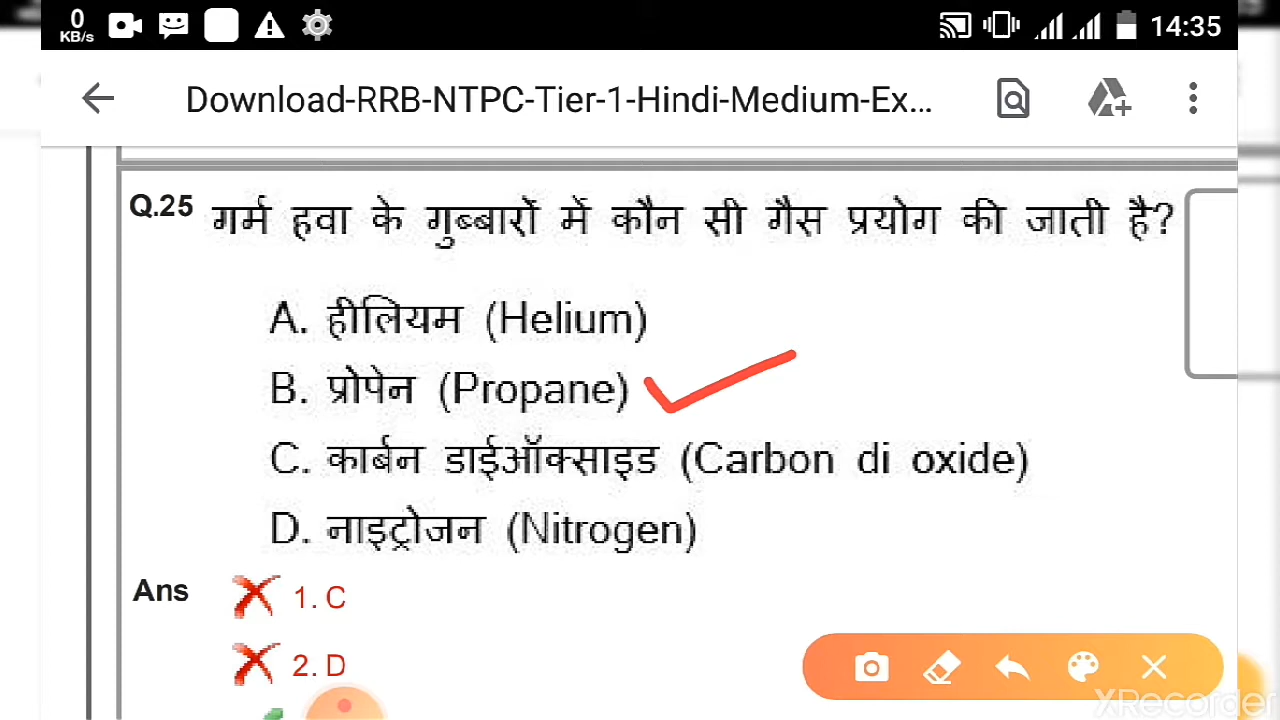 0
KB/s
14:35
Download-RRB-NTPC-Tier-1-Hindi-Medium-Ex...
Q.25 गर्म हवा के गुब्बारों में कौन सी गैस प्रयोग की जाती है?
A. हीलियम (Helium)
B. प्रोपेन (Propane)
C. कार्बन डाईऑक्साइड (Carbon di oxide)
D. नाइट्रोजन (Nitrogen)
Ans 1. C
2. D
XRecorder